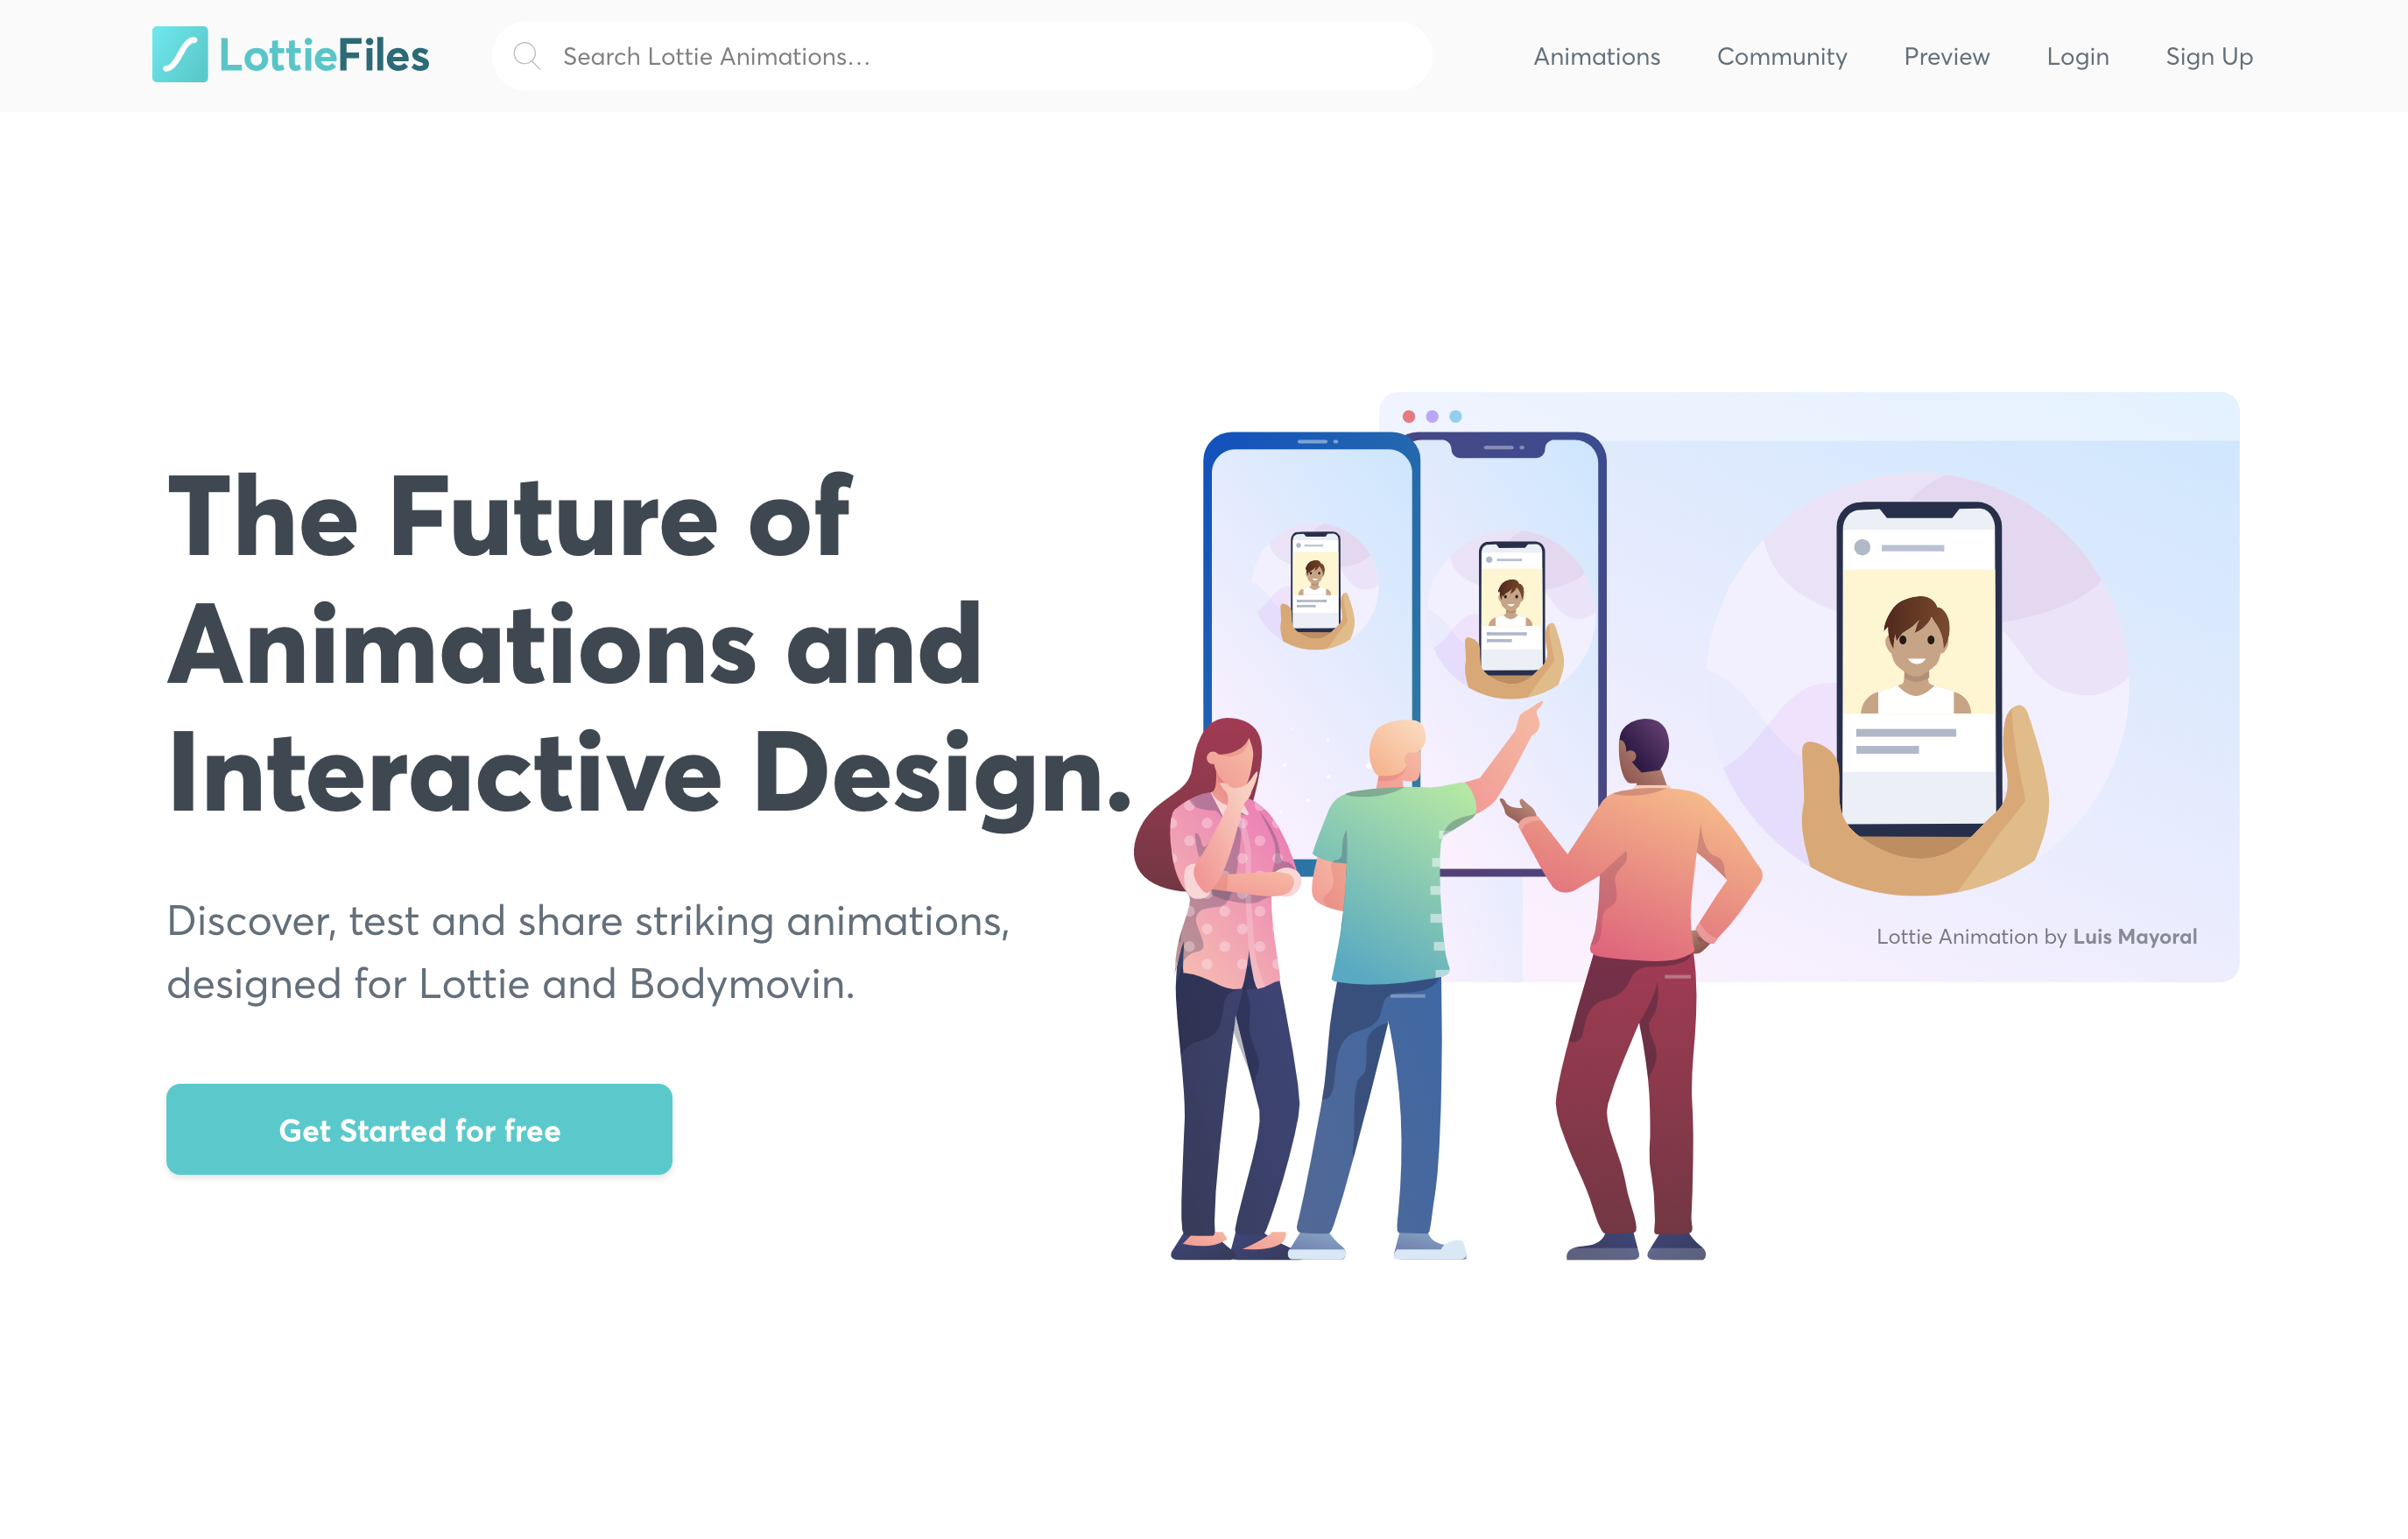 LottieFiles
Search Lottie Animations...
Animations
Community
Preview
Login
Sign Up
The Future of
Animations and
Interactive Design.
Discover, test and share striking animations,
designed for Lottie and Bodymovin.
Get Started for free
Lottie Animation by Luis Mayoral